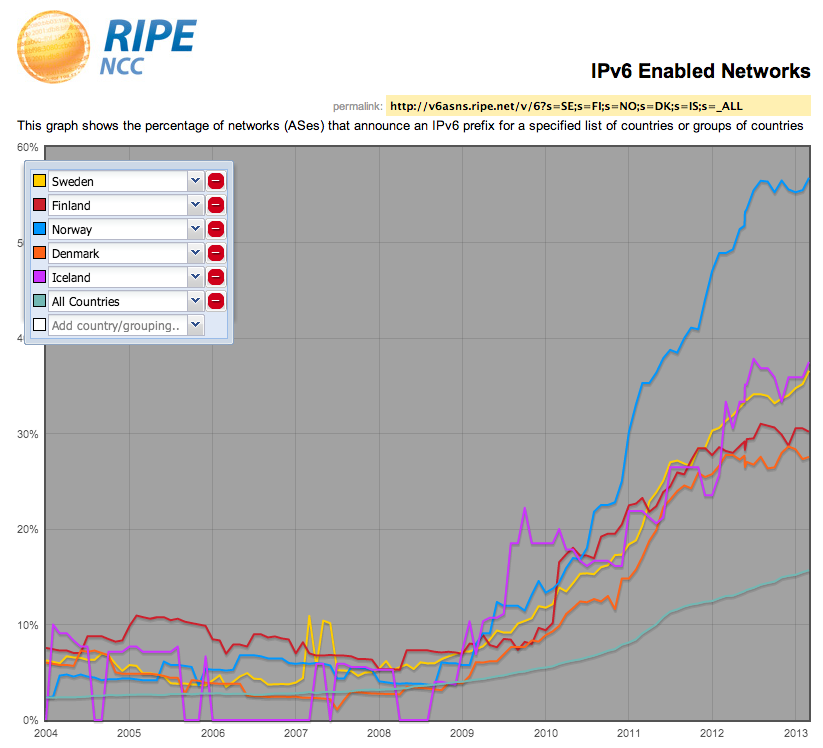 RIPE
NCC
IPv6 Enabled Networks
permalink: http://v6asns.ripe.net/v/6?s=SE;s=FI;s=NO;s=DK;s=IS;s=_ALL
This graph shows the percentage of networks (ASes) that announce an IPv6 prefix for a specified list of countries or groups of countries
60%
Sweden
Finland
Norway
5
Denmark
Iceland
All Countries
Add country/grouping..
4
30%
20%
10%
0%
2004 2005 2006 2007 2008 2009 2010 2011 2012 2013